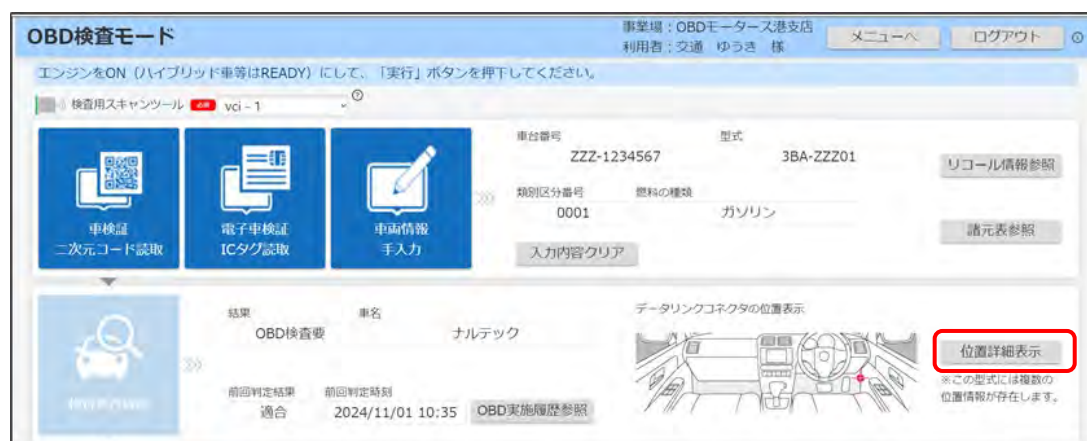 OBD検査モード
事業場：OBDモータース港支店
利用者：交通 ゆうき 様
メニューへ
ログアウト
エンジンをON（ハイブリッド車等はREADY）にして、「実行」ボタンを押下してください。
検査用スキャンツール 必須 vci - 1
車検証
二次元コード読取
電子車検証
ICタグ読取
車両情報
手入力
車台番号
ZZZ-1234567
型式
3BA-ZZZ01
リコール情報参照
類別区分番号
0001
燃料の種類
ガソリン
諸元表参照
入力内容クリア
結果
OBD検査要
車名
ナルテック
前回判定結果
適合
前回判定時刻
2024/11/01 10:35
OBD実施履歴参照
データリンクコネクタの位置表示
位置詳細表示
※この型式には複数の
位置情報が存在します。